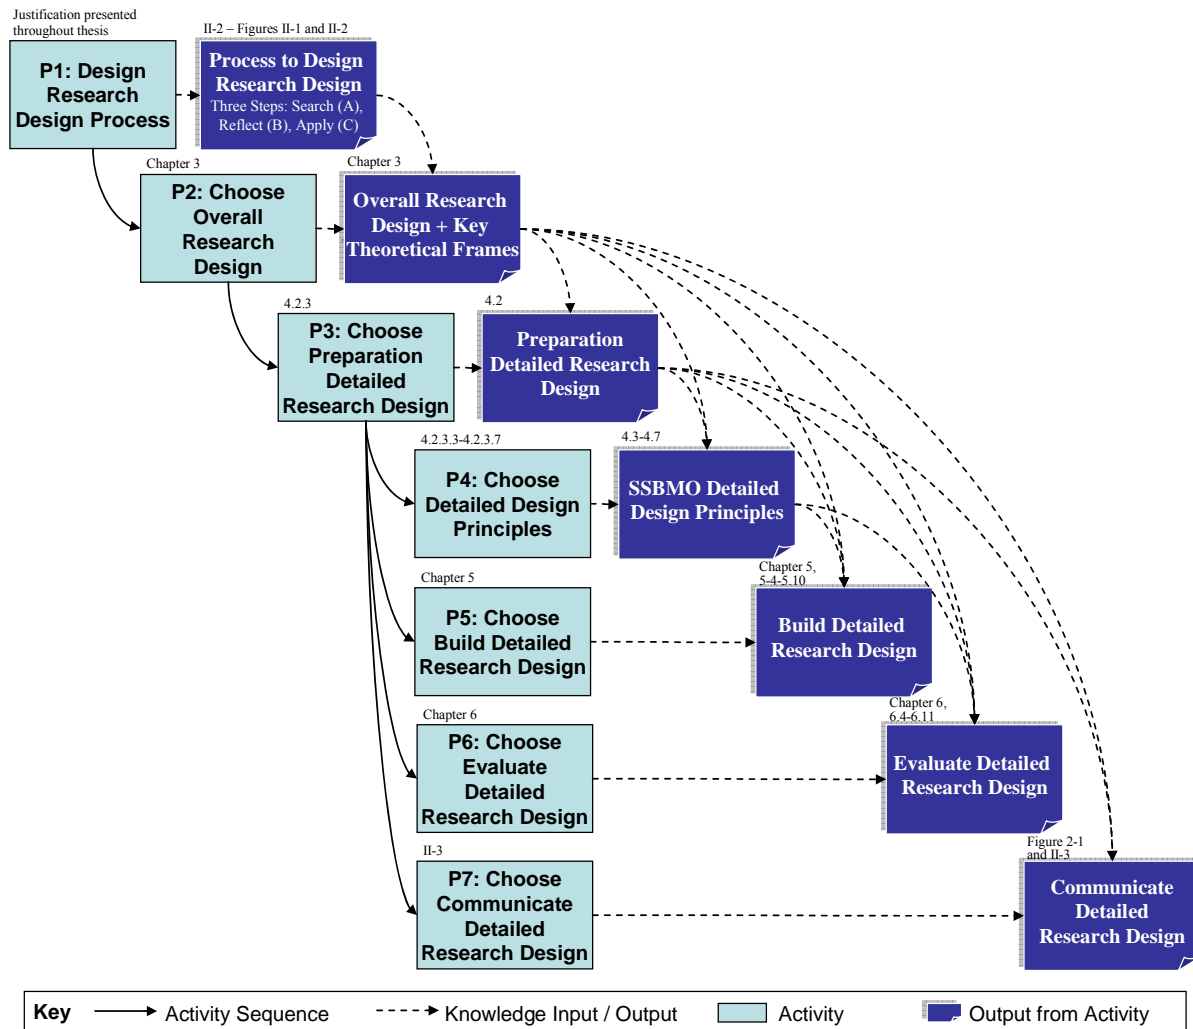 Justification presented
throughout thesis
P1: Design
Research
Design Process
II-2 – Figures II-1 and II-2
Process to Design
Research Design
Three Steps: Search (A),
Reflect (B), Apply (C)
Chapter 3
P2: Choose
Overall
Research
Design
Chapter 3
Overall Research
Design + Key
Theoretical Frames
4.2.3
P3: Choose
Preparation
Detailed
Research Design
4.2
Preparation
Detailed Research
Design
4.2.3.3-4.2.3.7
P4: Choose
Detailed Design
Principles
4.3-4.7
SSBMO Detailed
Design Principles
Chapter 5
P5: Choose
Build Detailed
Research Design
Chapter 5,
5-4-5.10
Build Detailed
Research Design
Chapter 6
P6: Choose
Evaluate
Detailed
Research Design
Chapter 6,
6.4-6.11
Evaluate Detailed
Research Design
II-3
P7: Choose
Communicate
Detailed
Research Design
Figure 2-1
and II-3
Communicate
Detailed
Research Design
Key
Activity Sequence
Knowledge Input / Output
Activity
Output from Activity